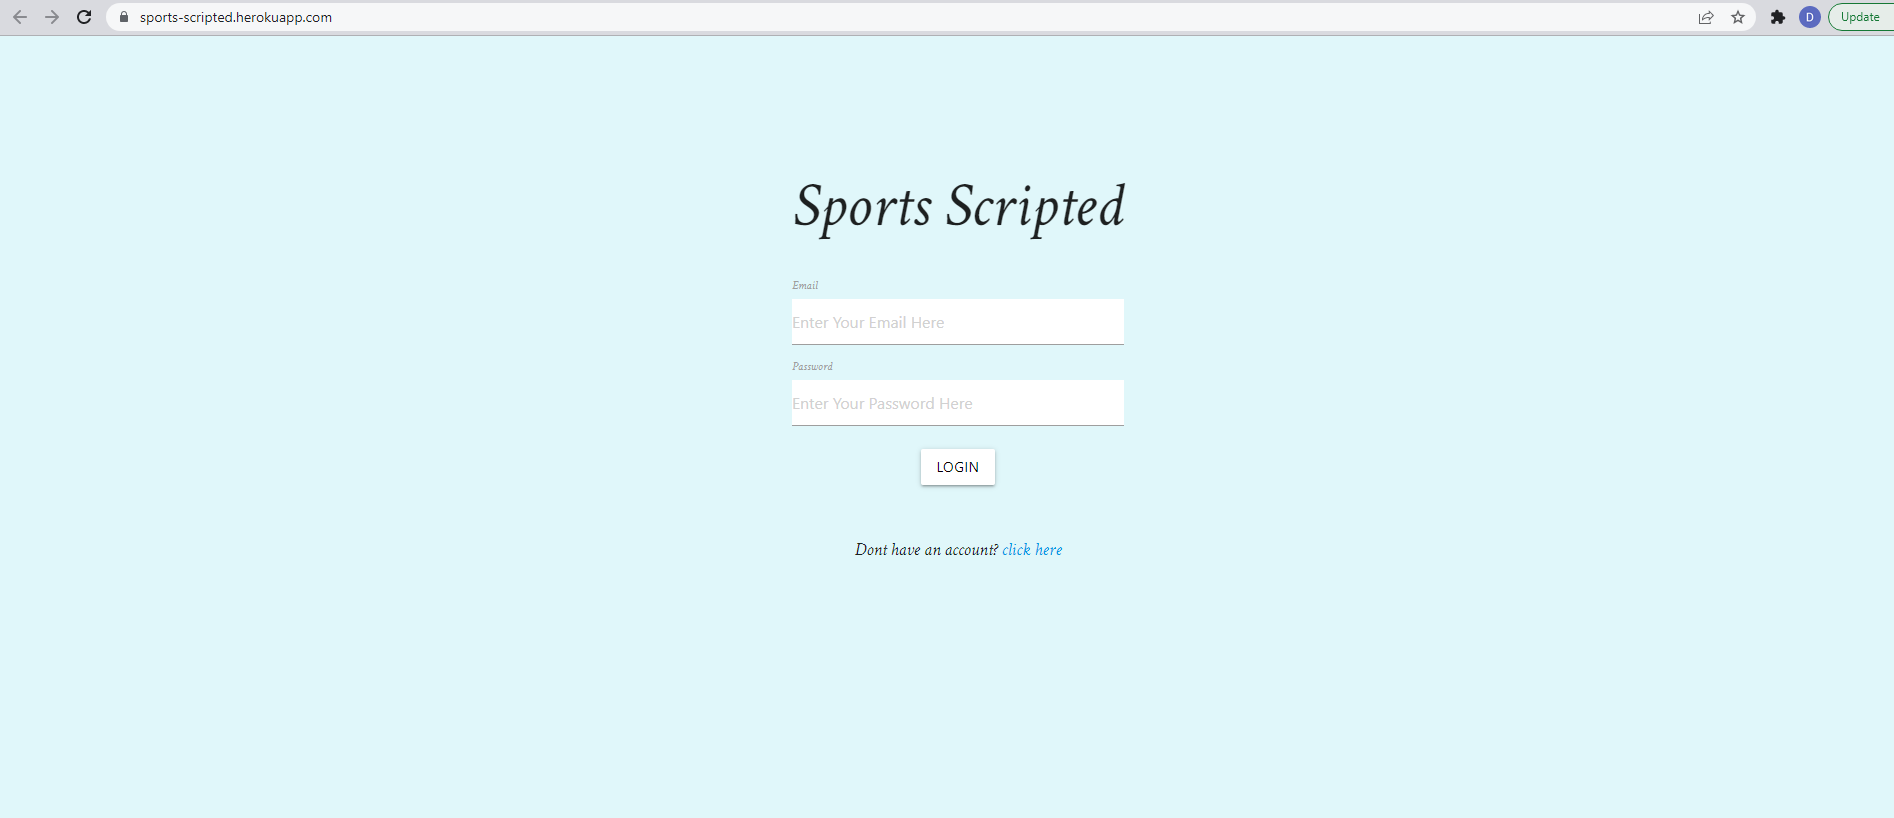 sports-scripted.herokuapp.com
D
Update
Sports Scripted
Email
Enter Your Email Here
Password
Enter Your Password Here
LOGIN
Dont have an account? click here